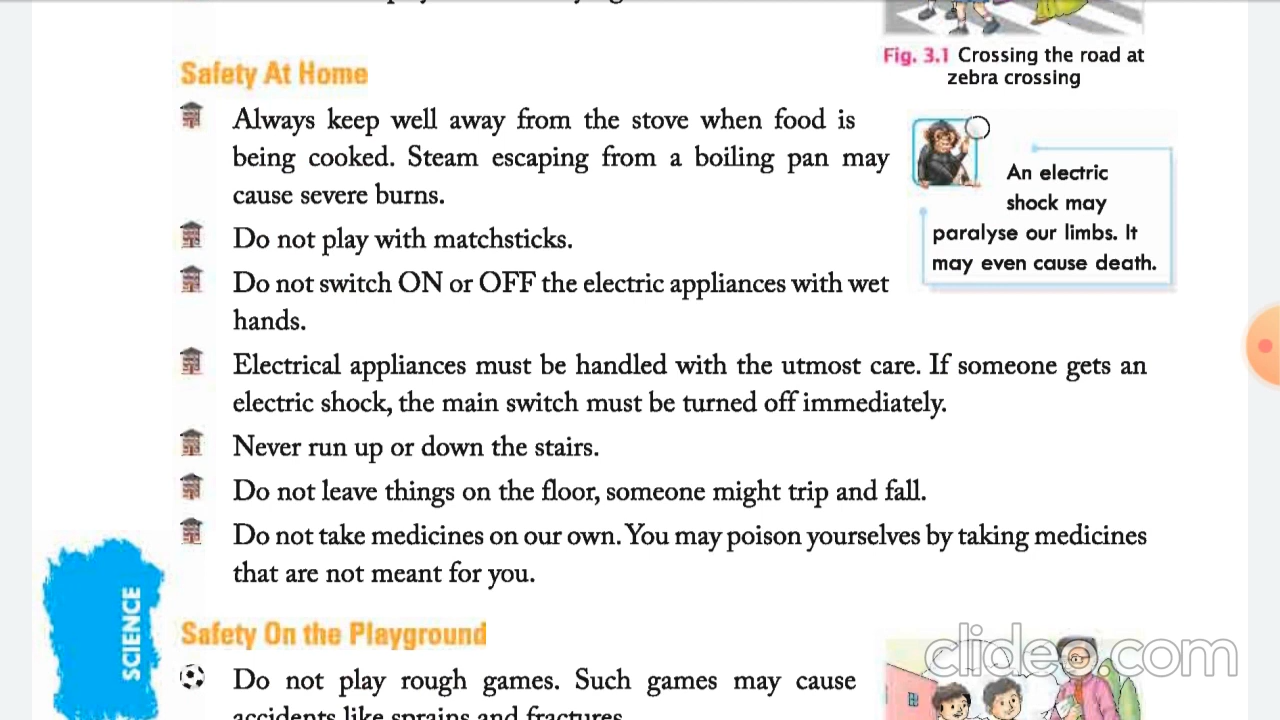 Fig. 3.1 Crossing the road at
zebra crossing
Safety At Home
Always keep well away from the stove when food is
being cooked. Steam escaping from a boiling pan may
cause severe burns.
Do not play with matchsticks.
Do not switch ON or OFF the electric appliances with wet
hands.
An electric
shock may
paralyse our limbs. It
may even cause death.
Electrical appliances must be handled with the utmost care. If someone gets an
electric shock, the main switch must be turned off immediately.
Never run up or down the stairs.
Do not leave things on the floor, someone might trip and fall.
Do not take medicines on our own. You may poison yourselves by taking medicines
that are not meant for you.
SCIENCE
Safety On the Playground
Do not play rough games. Such games may cause
accidents like sprains and fractures.
clideo.com